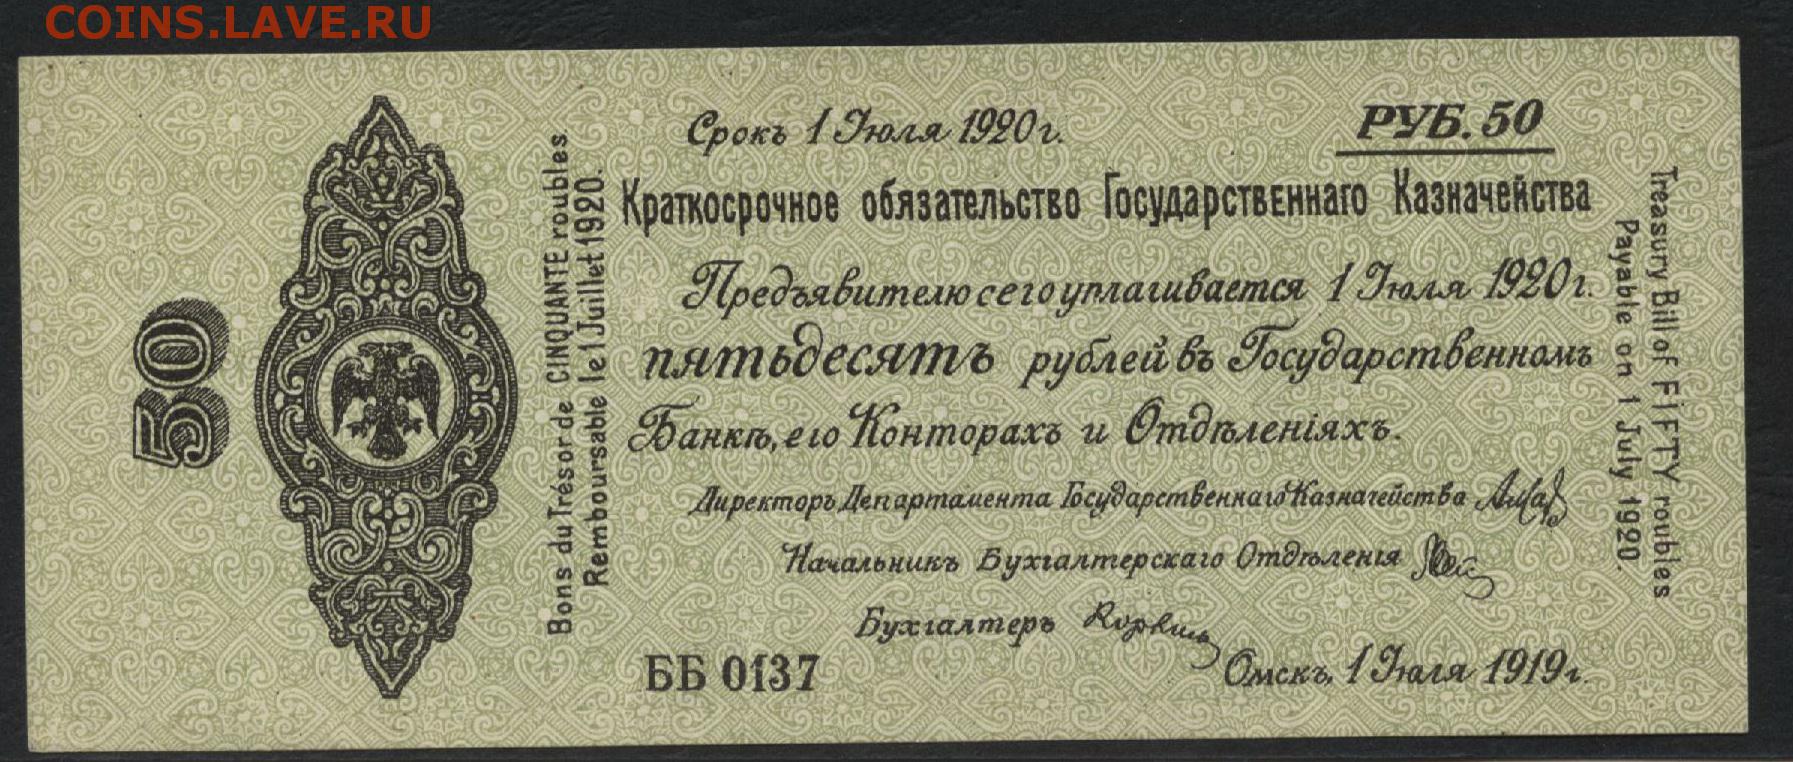 COINS.LAVE.RU
50
Bons du Trésor de CINQUANTE roubles
Remboursable le 1 Juillet 1920.
Срокъ 1 Июля 1920 г.
РУБ. 50
Краткосрочное обязательство Государственнаго Казначейства
Предъявителю сего уплачивается 1 Июля 1920 г.
пятьдесятъ рублей въ Государственномъ
Банкѣ, его Конторахъ и Отдѣленіяхъ.
Директоръ Департамента Государственнаго Казначейства
Начальникъ Бухгалтерскаго Отдѣленія
Бухгалтеръ
ББ 0137
Омскъ, 1 Июля 1919 г.
Treasury Bill of FIFTY roubles
Payable on 1 July 1920.